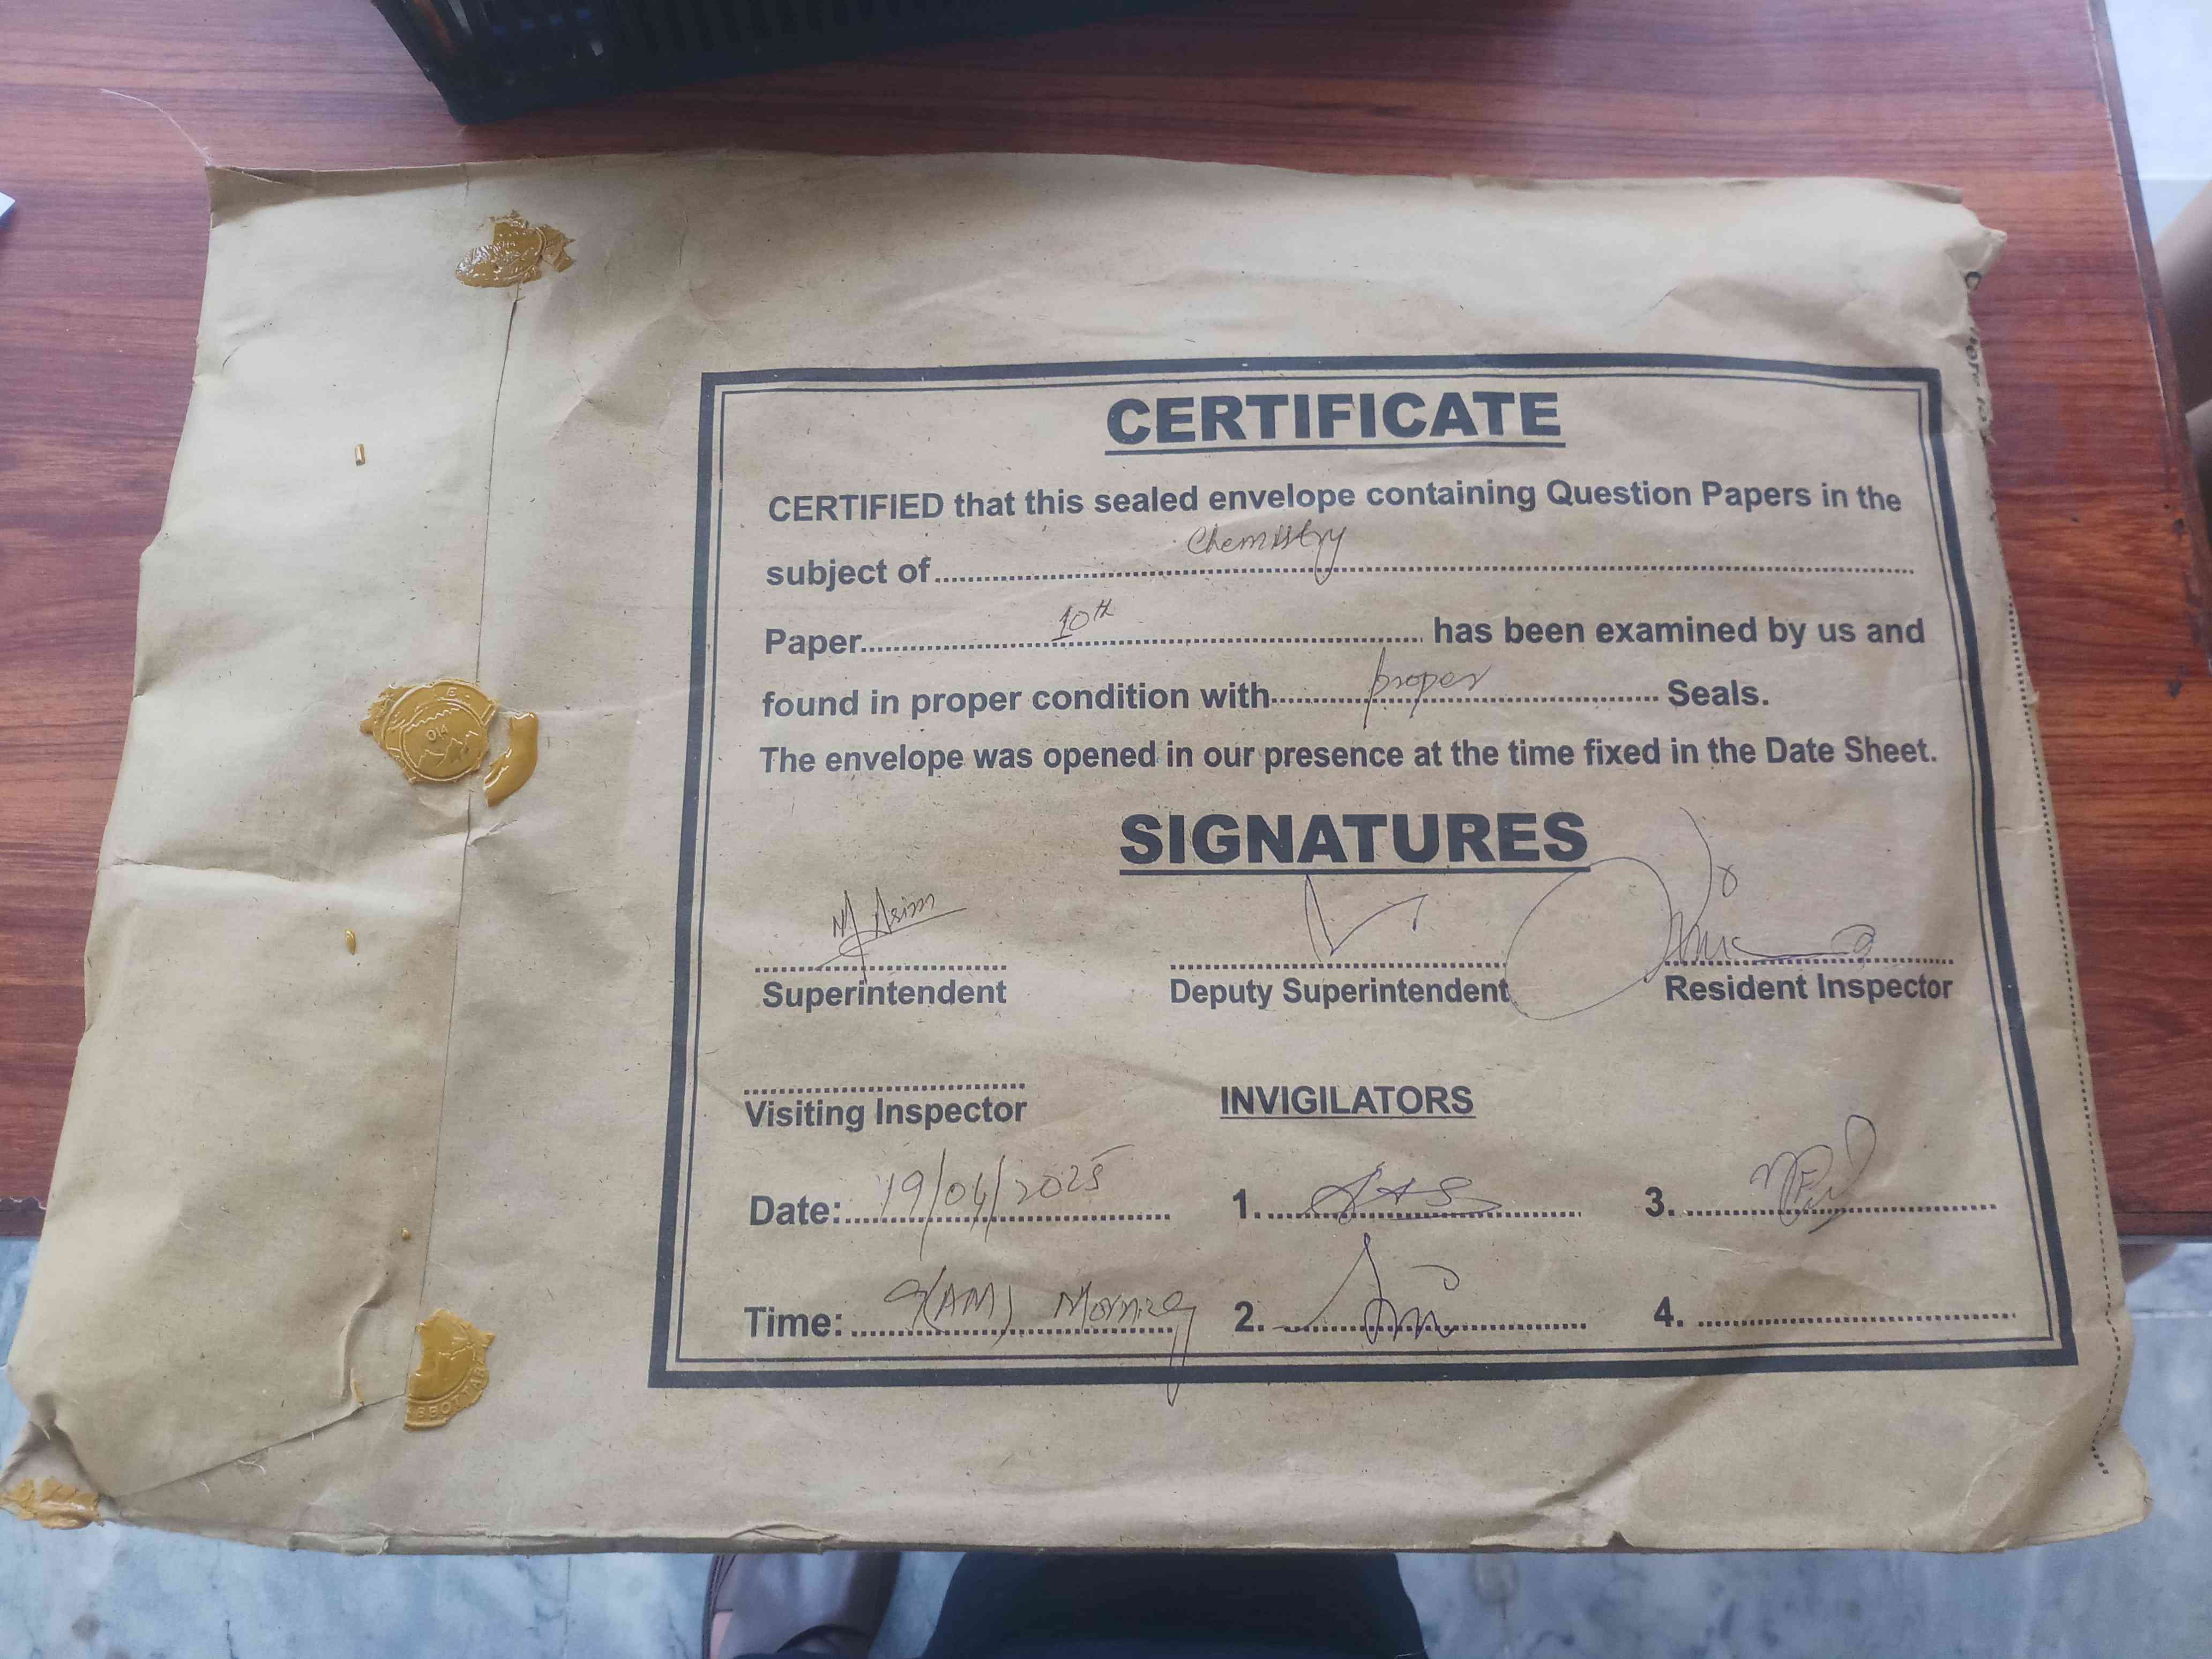 CERTIFICATE
CERTIFIED that this sealed envelope containing Question Papers in the
subject of Chemistry
Paper 10th has been examined by us and
found in proper condition with proper Seals.
The envelope was opened in our presence at the time fixed in the Date Sheet.
SIGNATURES
M Asim
Superintendent
Deputy Superintendent
Resident Inspector
Visiting Inspector
INVIGILATORS
Date: 19/04/2025
1.
3.
Time: 9(AM) Morning
2.
4.